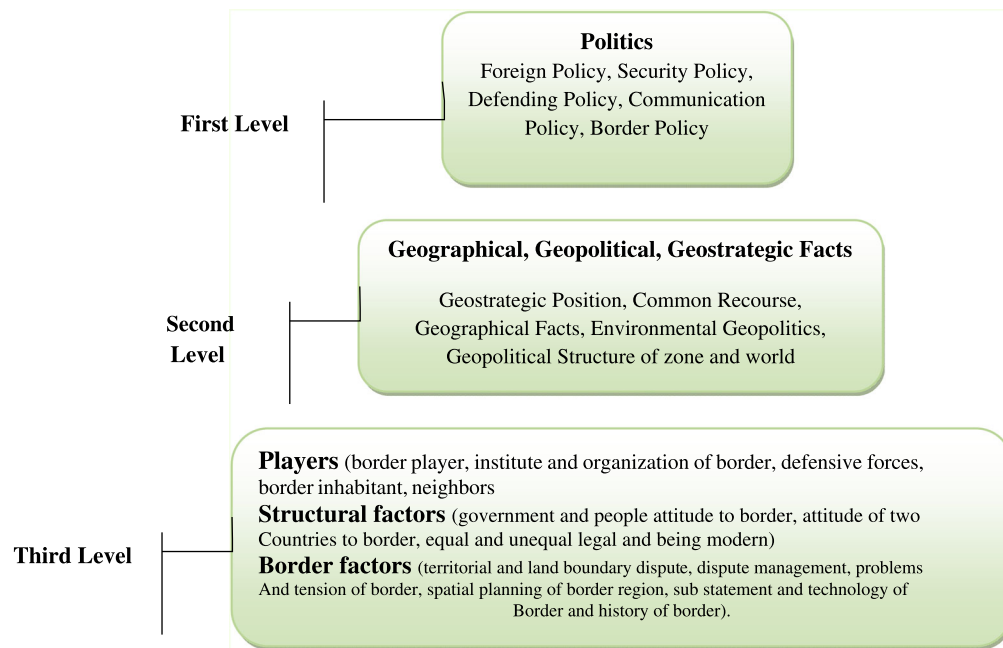 Politics
Foreign Policy, Security Policy,
Defending Policy, Communication
Policy, Border Policy
First Level
Geographical, Geopolitical, Geostrategic Facts
Geostrategic Position, Common Recourse,
Geographical Facts, Environmental Geopolitics,
Geopolitical Structure of zone and world
Second
Level
Players (border player, institute and organization of border, defensive forces,
border inhabitant, neighbors
Structural factors (government and people attitude to border, attitude of two
Countries to border, equal and unequal legal and being modern)
Border factors (territorial and land boundary dispute, dispute management, problems
And tension of border, spatial planning of border region, sub statement and technology of
Border and history of border).
Third Level